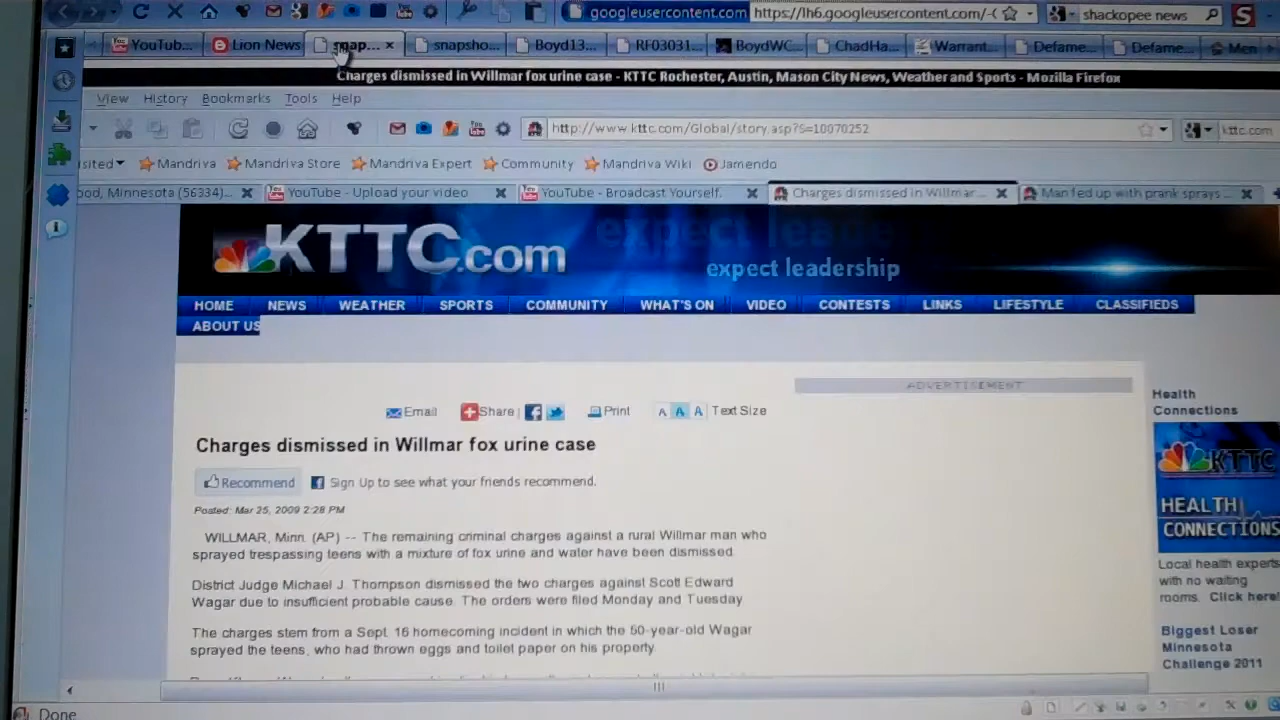 googleusercontent.com https://lh6.googleusercontent.com/-( shackopee news
YouTub... Lion News snap... snapsho... Boyd13... RF03031... BoydWC... ChadHa... Warrant... Defame... Defame... Men
Charges dismissed in Willmar fox urine case - KTTC Rochester, Austin, Mason City News, Weather and Sports - Mozilla Firefox
View History Bookmarks Tools Help
http://www.kttc.com/Global/story.asp?S=10070252 kttc.com
isited Mandriva Mandriva Store Mandriva Expert Community Mandriva Wiki Jamendo
ood, Minnesota (56334)... YouTube - Upload your video YouTube - Broadcast Yourself. Charges dismissed in Willmar... Man fed up with prank sprays ...
KTTC.com
expect leadership
HOME NEWS WEATHER SPORTS COMMUNITY WHAT'S ON VIDEO CONTESTS LINKS LIFESTYLE CLASSIFIEDS
ABOUT US
ADVERTISEMENT
Health
Connections
Email Share Print A A A Text Size
Charges dismissed in Willmar fox urine case
Recommend Sign Up to see what your friends recommend.
Posted: Mar 25, 2009 2:28 PM
WILLMAR, Minn. (AP) -- The remaining criminal charges against a rural Willmar man who
sprayed trespassing teens with a mixture of fox urine and water have been dismissed.
District Judge Michael J. Thompson dismissed the two charges against Scott Edward
Wagar due to insufficient probable cause. The orders were filed Monday and Tuesday.
The charges stem from a Sept. 16 homecoming incident in which the 50-year-old Wagar
sprayed the teens, who had thrown eggs and toilet paper on his property.
KTTC
HEALTH
CONNECTIONS
Local health experts
with no waiting
rooms. Click here!
Biggest Loser
Minnesota
Challenge 2011
Done